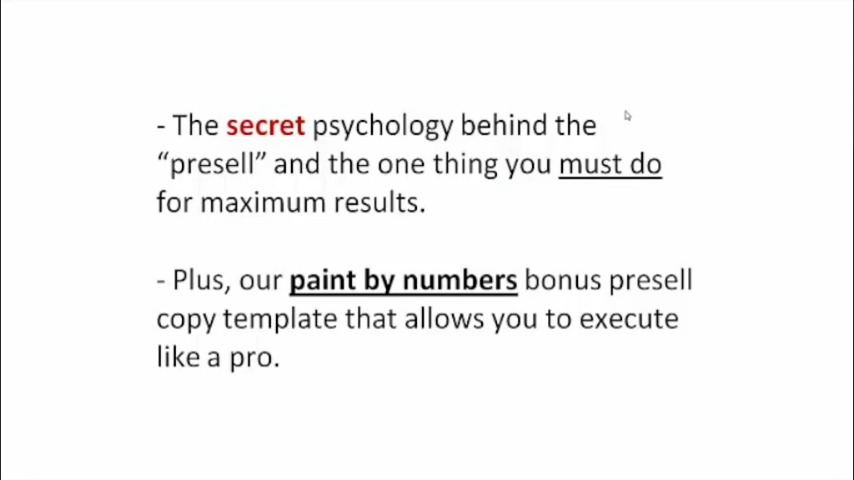 - The secret psychology behind the
“presell” and the one thing you must do
for maximum results.
- Plus, our paint by numbers bonus presell
copy template that allows you to execute
like a pro.